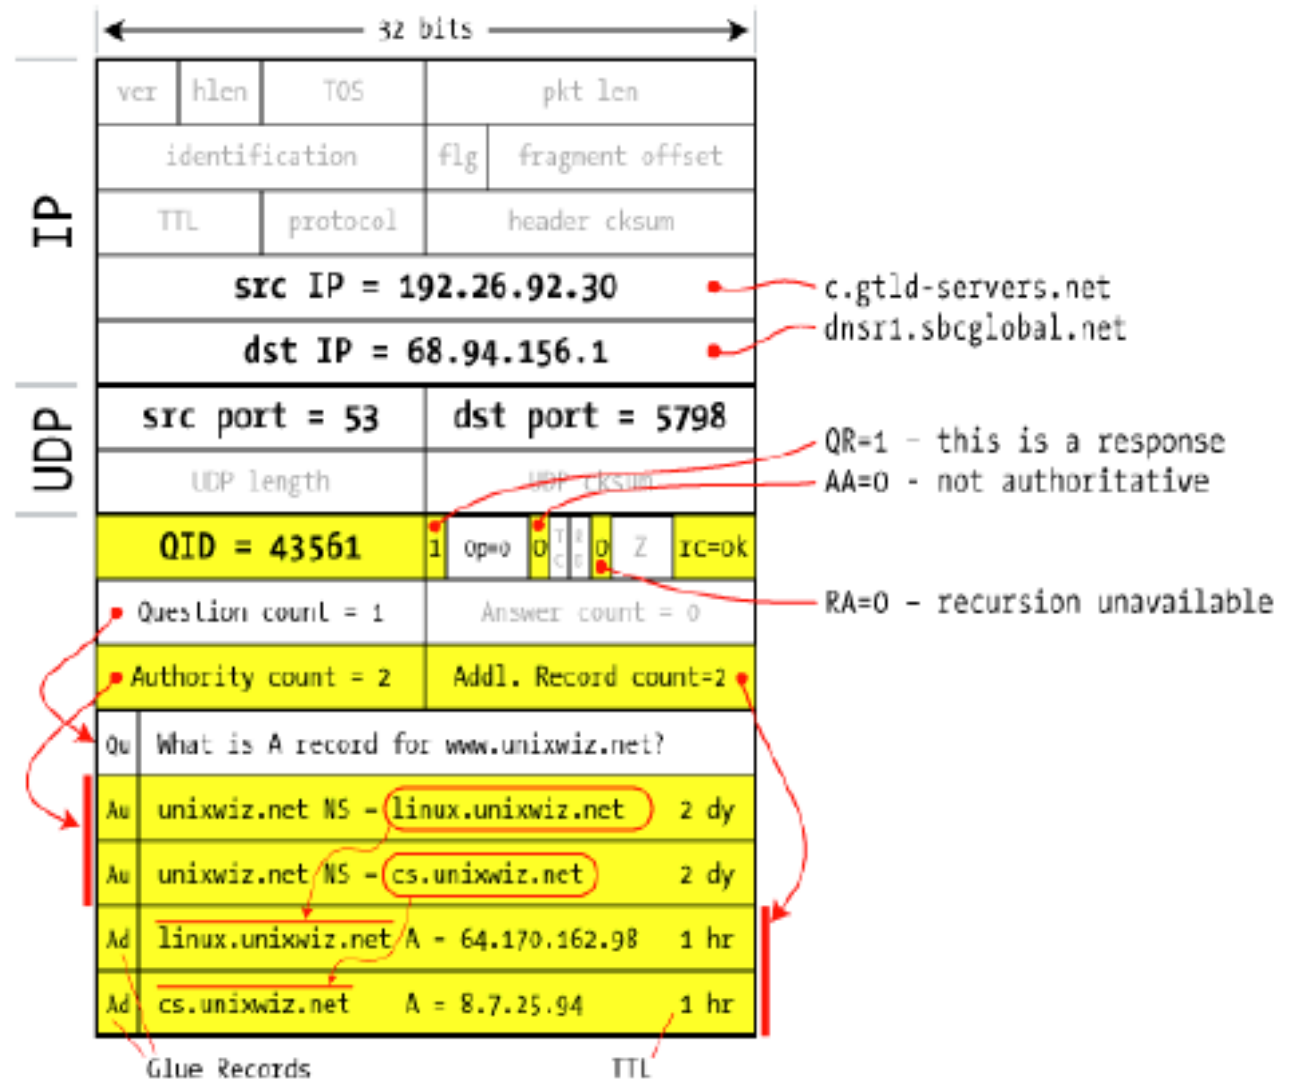 32 bits
ver hlen TOS pkt len
identification flg fragment offset
TTL protocol header cksum
IP
src IP = 192.26.92.30 c.gtld-servers.net
dst IP = 68.94.156.1 dnsr1.sbcglobal.net
UDP
src port = 53 dst port = 5798
QR=1 - this is a response
UDP length UDP cksum AA=0 - not authoritative
QID = 43561 1 Op=0 0 TC RD 0 Z rc=ok
Question count = 1 Answer count = 0 RA=0 - recursion unavailable
Authority count = 2 Addl. Record count=2
Qu What is A record for www.unixwiz.net?
Au unixwiz.net NS = linux.unixwiz.net 2 dy
Au unixwiz.net NS = cs.unixwiz.net 2 dy
Ad linux.unixwiz.net A = 64.170.162.98 1 hr
Ad cs.unixwiz.net A = 8.7.25.94 1 hr
Glue Records TTL